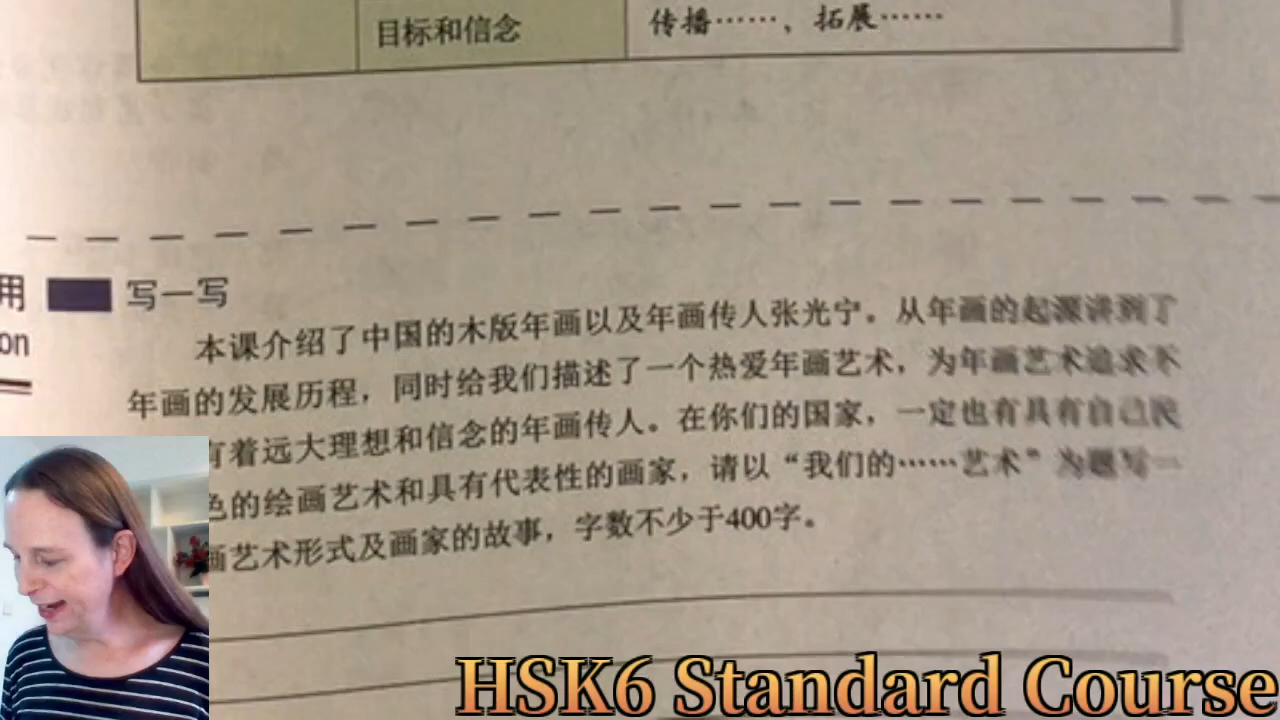 目标和信念
传播……、拓展……
用
写一写
on
本课介绍了中国的木版年画以及年画传人张光宁。从年画的起源讲到了
年画的发展历程，同时给我们描述了一个热爱年画艺术，为年画艺术追求不
有着远大理想和信念的年画传人。在你们的国家，一定也有具有自己民
色的绘画艺术和具有代表性的画家，请以“我们的……艺术”为题写一
画艺术形式及画家的故事，字数不少于400字。
HSK6 Standard Course